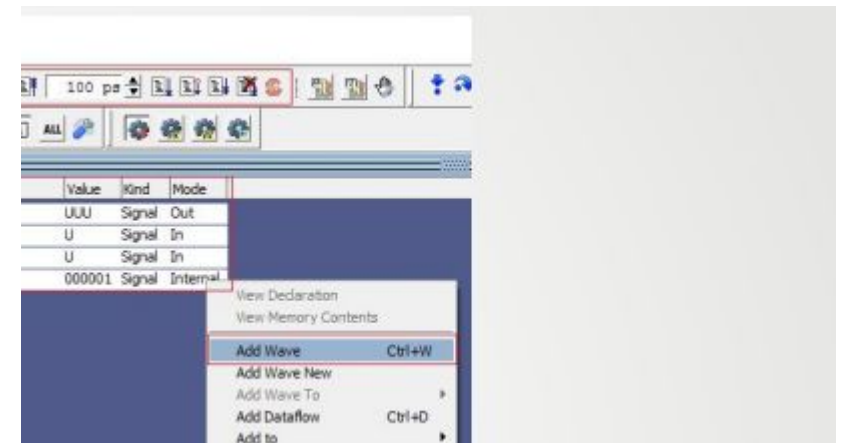 100 ps
ALL
Value Kind Mode
UUU Signal Out
U Signal In
U Signal In
000001 Signal Internal
View Declaration
View Memory Contents
Add Wave Ctrl+W
Add Wave New
Add Wave To
Add Dataflow Ctrl+D
Add to